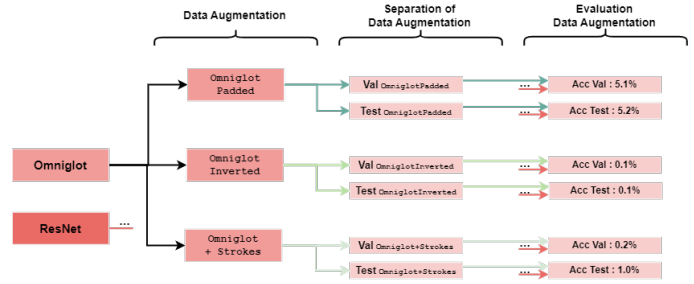 Data Augmentation
Separation of
Data Augmentation
Evaluation
Data Augmentation
Omniglot
Padded
Val OmniglotPadded
...
Acc Val : 5.1%
Test OmniglotPadded
...
Acc Test : 5.2%
Omniglot
Omniglot
Inverted
Val OmniglotInverted
...
Acc Val : 0.1%
Test OmniglotInverted
...
Acc Test : 0.1%
ResNet
...
Omniglot
+ Strokes
Val Omniglot+Strokes
...
Acc Val : 0.2%
Test Omniglot+Strokes
...
Acc Test : 1.0%